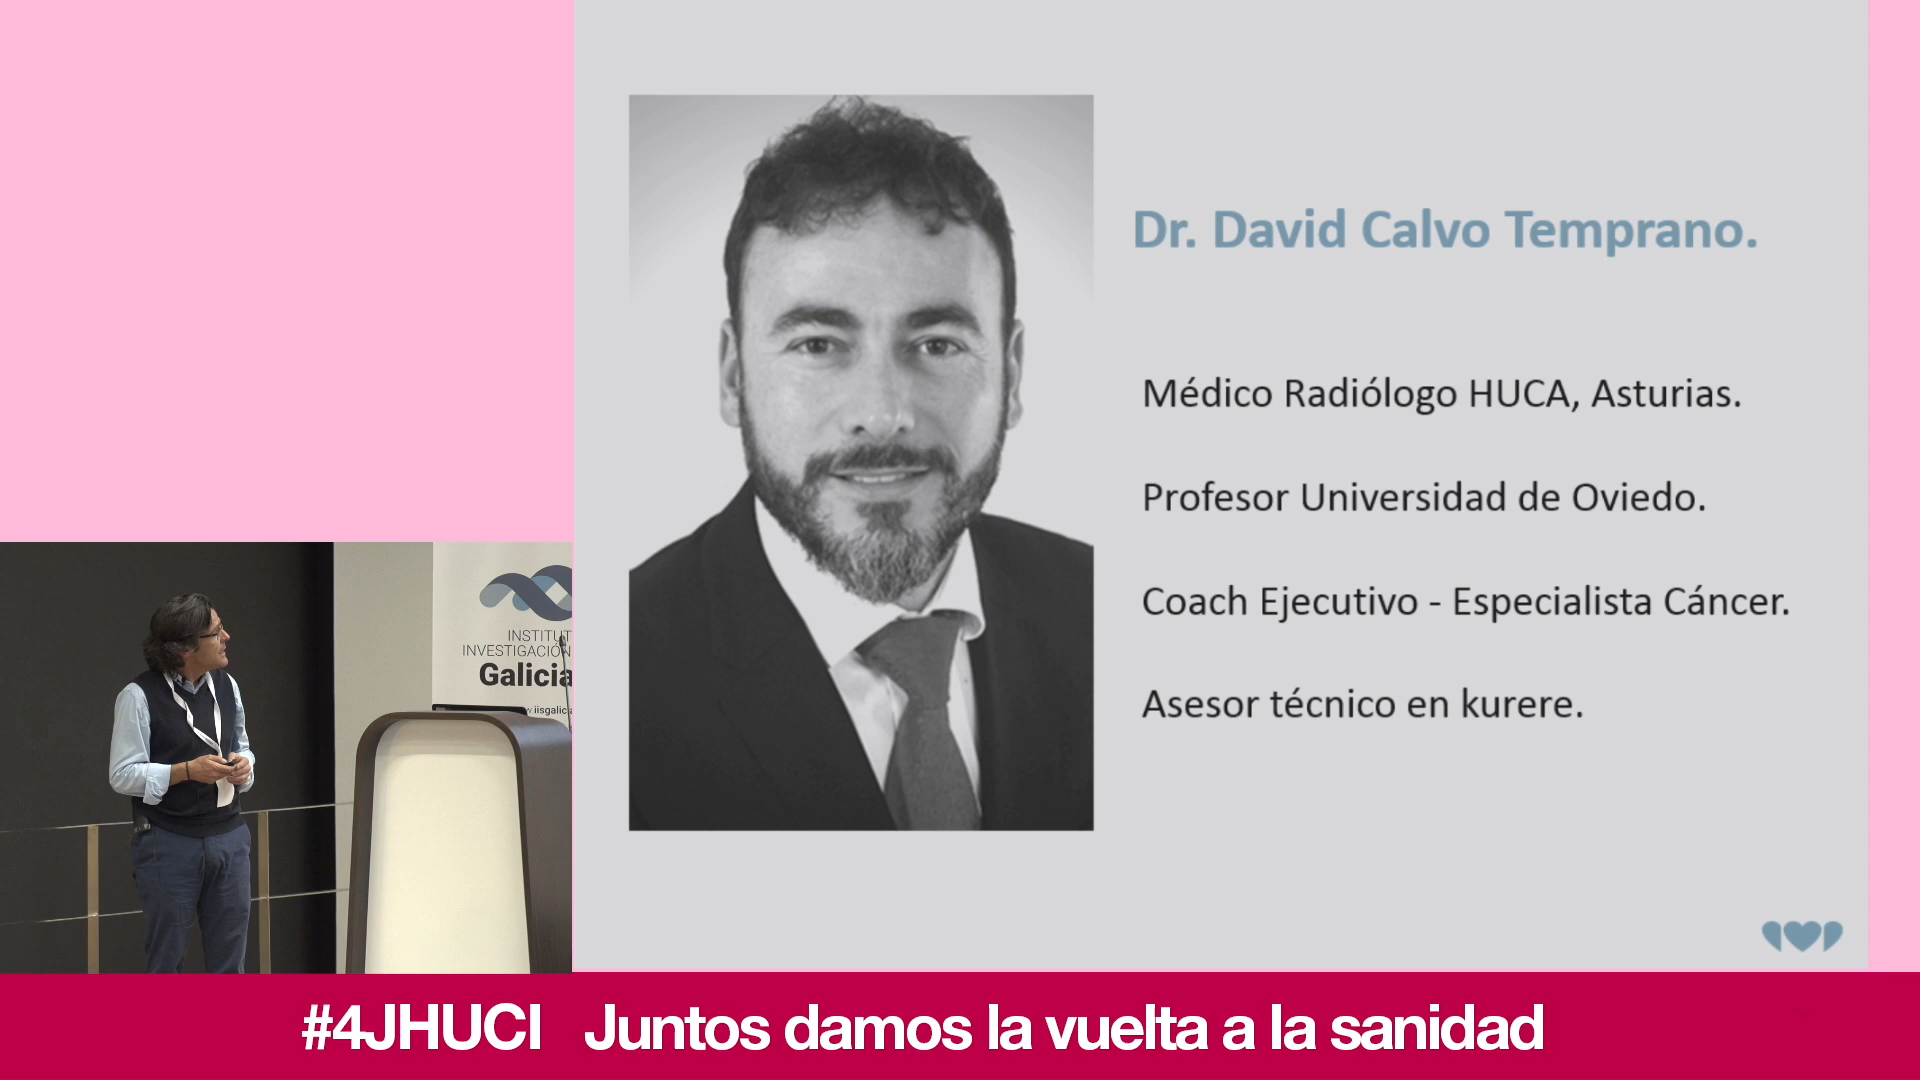 Dr. David Calvo Temprano.
Médico Radiólogo HUCA, Asturias.
Profesor Universidad de Oviedo.
Coach Ejecutivo - Especialista Cáncer.
Asesor técnico en kurere.
INSTITUT
INVESTIGACIÓN
Galicia
#4JHUCI Juntos damos la vuelta a la sanidad